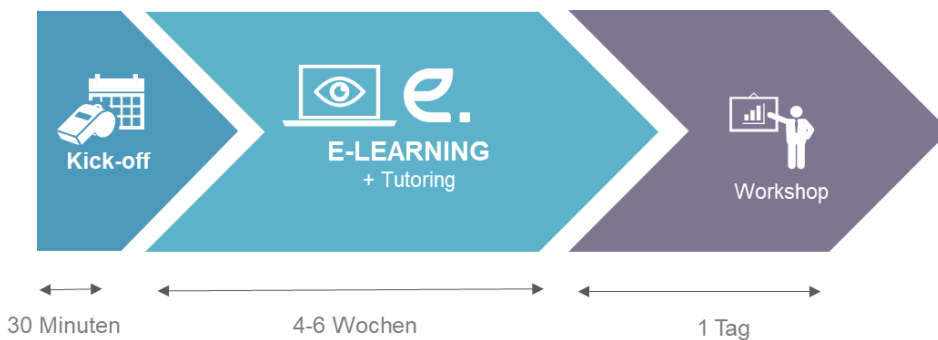 Kick-off
e.
E-LEARNING
+ Tutoring
Workshop
30 Minuten
4-6 Wochen
1 Tag